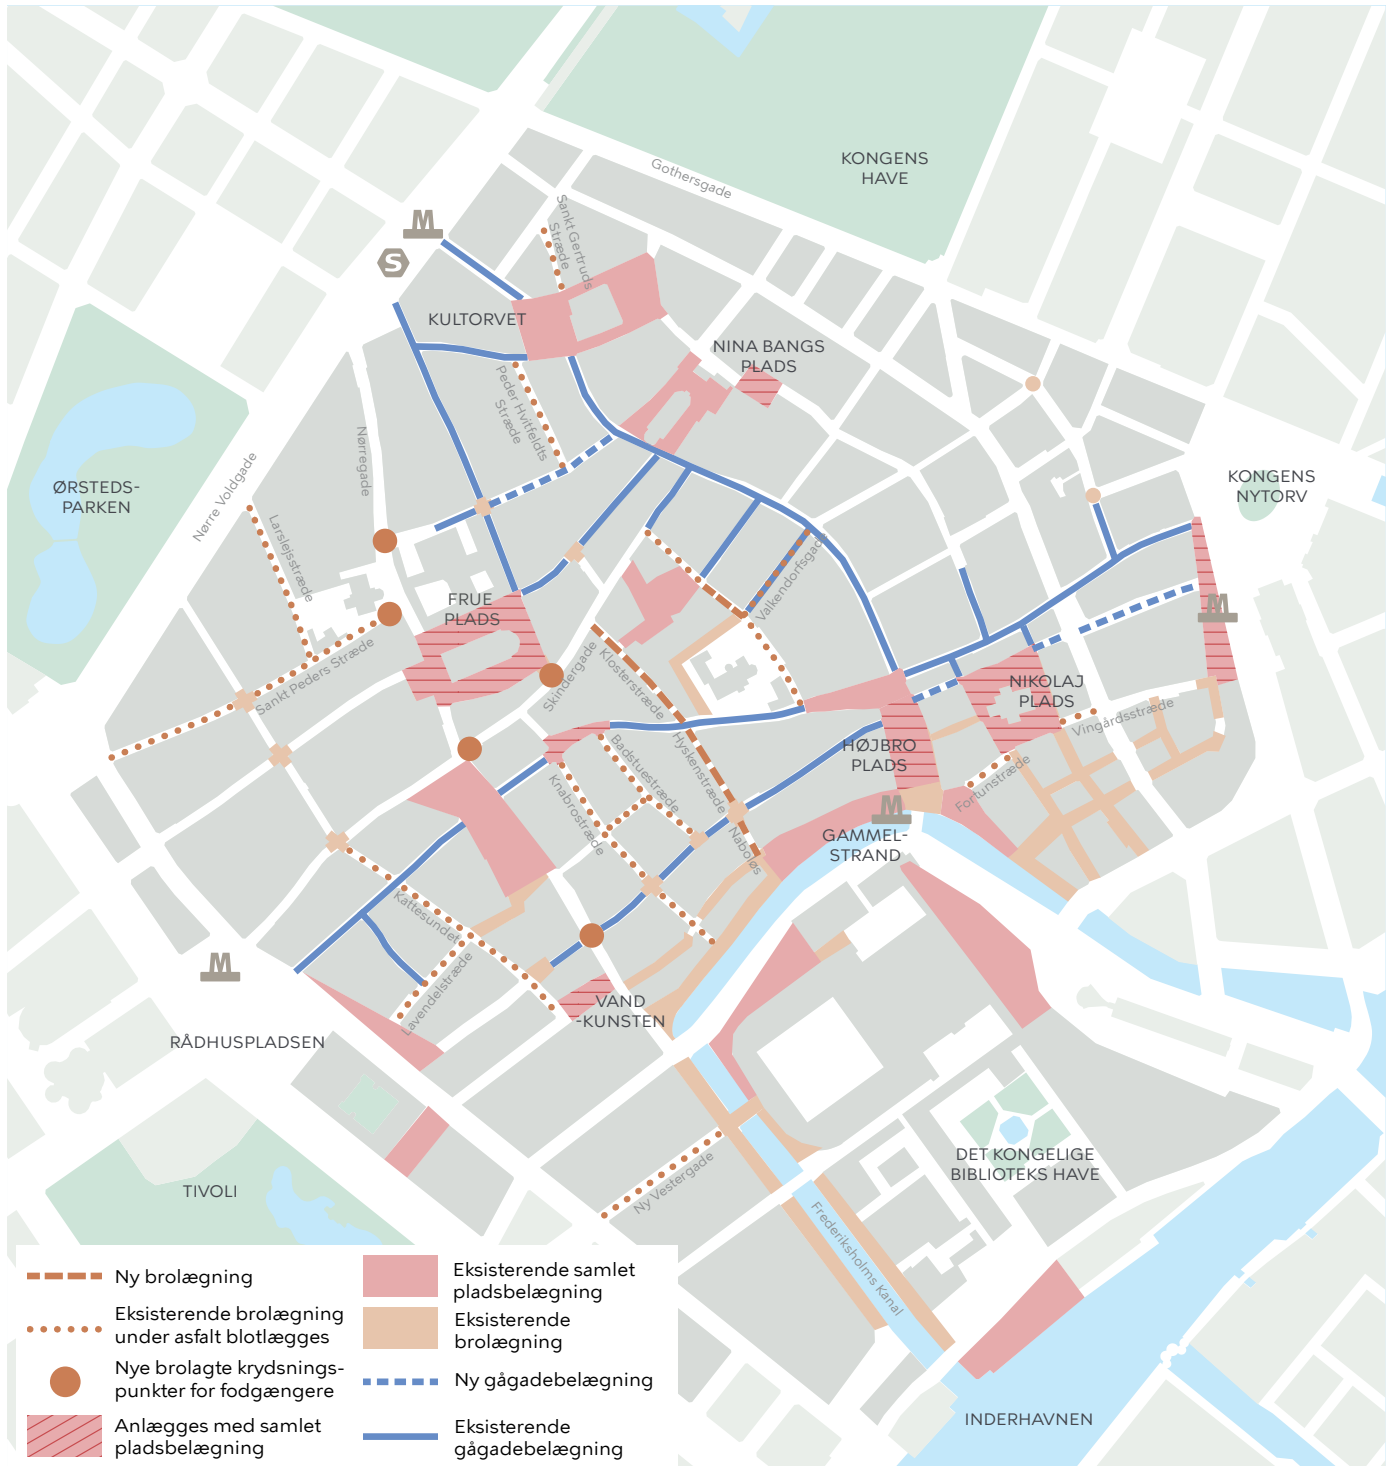 Gothersgade
KONGENS
HAVE
Sankt Gertruds
Stræde
M
S
KULTORVET
NINA BANGS
PLADS
Peder Hvitfeldts
Stræde
Nørregade
Nørre Voldgade
ØRSTEDS-
PARKEN
KONGENS
NYTORV
Larslejsstræde
Valkendorfsgade
FRUE
PLADS
M
Sankt Peders Stræde
Skindergade
Klosterstræde
NIKOLAJ
PLADS
Vingårdsstræde
Hyskenstræde
Badstuestræde
HØJBRO
PLADS
Knabrostræde
Fortunstræde
M
Naboløs
GAMMEL-
STRAND
Kattesundet
M
Lavendelstræde
VAND
-KUNSTEN
RÅDHUSPLADSEN
DET KONGELIGE
BIBLIOTEKS HAVE
Ny Vestergade
TIVOLI
Frederiksholms Kanal
INDERHAVNEN
Ny brolægning
Eksisterende brolægning
under asfalt blotlægges
Nye brolagte krydsnings-
punkter for fodgængere
Anlægges med samlet
pladsbelægning
Eksisterende samlet
pladsbelægning
Eksisterende
brolægning
Ny gågadebelægning
Eksisterende
gågadebelægning